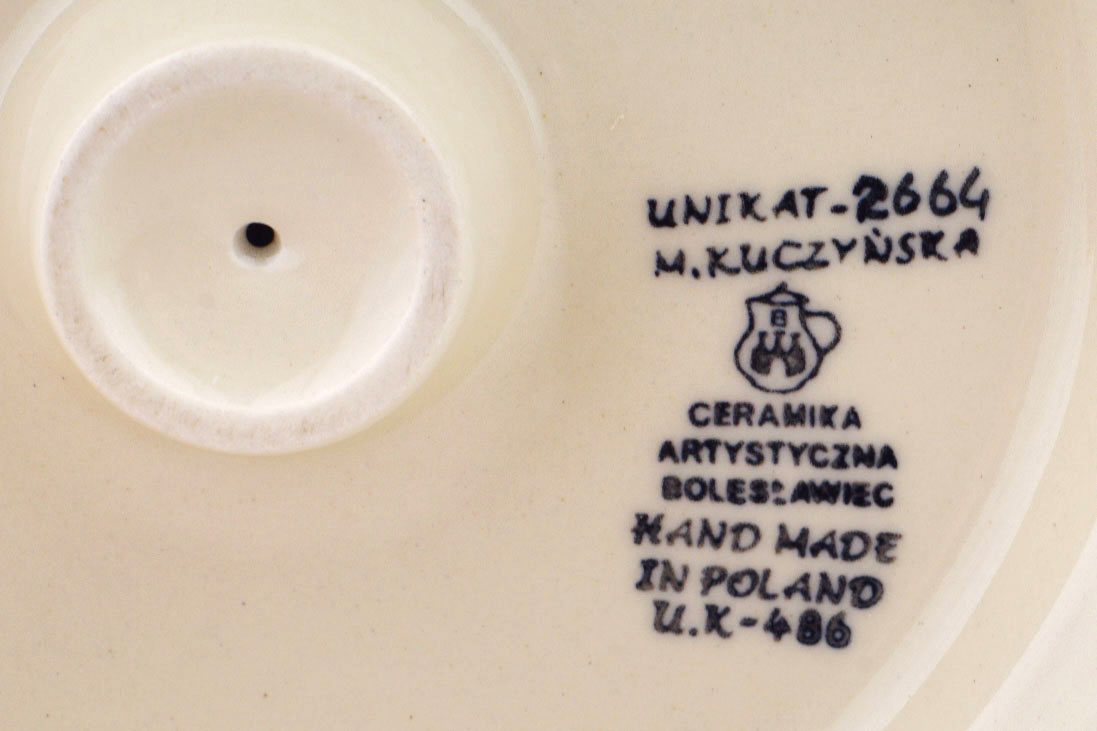 UNIKAT-2664
M.KUCZYŃSKA
B
CERAMIKA
ARTYSTYCZNA
BOLESŁAWIEC
HAND MADE
IN POLAND
U.K-486